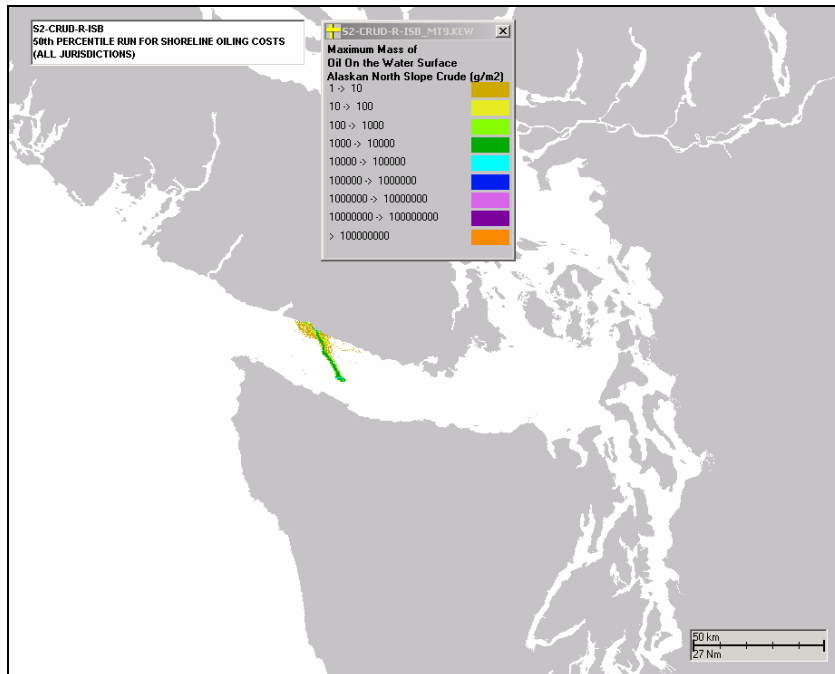 S2-CRUD-R-ISB
50th PERCENTILE RUN FOR SHORELINE OILING COSTS
(ALL JURISDICTIONS)
S2-CRUD-R-ISB_MT9.KEW
Maximum Mass of
Oil On the Water Surface
Alaskan North Slope Crude (g/m2)
1 -> 10
10 -> 100
100 -> 1000
1000 -> 10000
10000 -> 100000
100000 -> 1000000
1000000 -> 10000000
10000000 -> 100000000
> 100000000
50 km
27 Nm